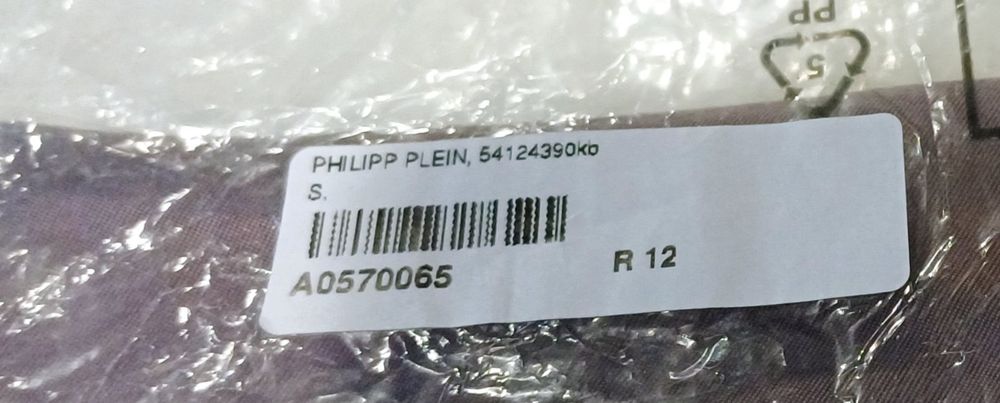 PP
5
PHILIPP PLEIN, 54124390kb
S.
A0570065
R 12